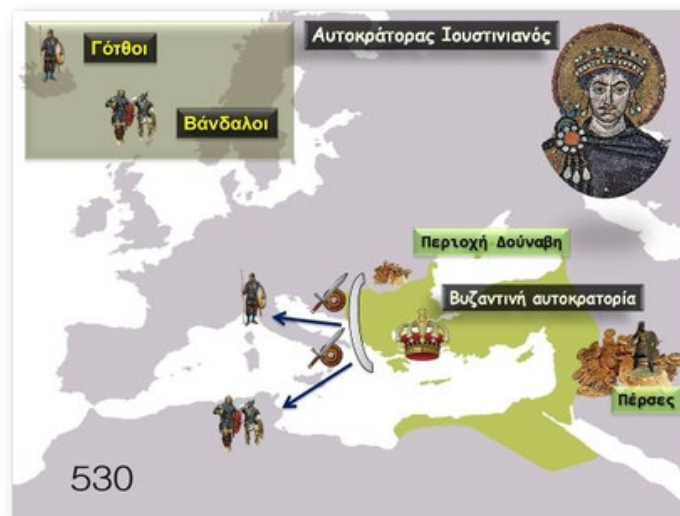 Γότθοι
Βάνδαλοι
Αυτοκράτορας Ιουστινιανός
Περιοχή Δούναβη
Βυζαντινή αυτοκρατορία
Πέρσες
530